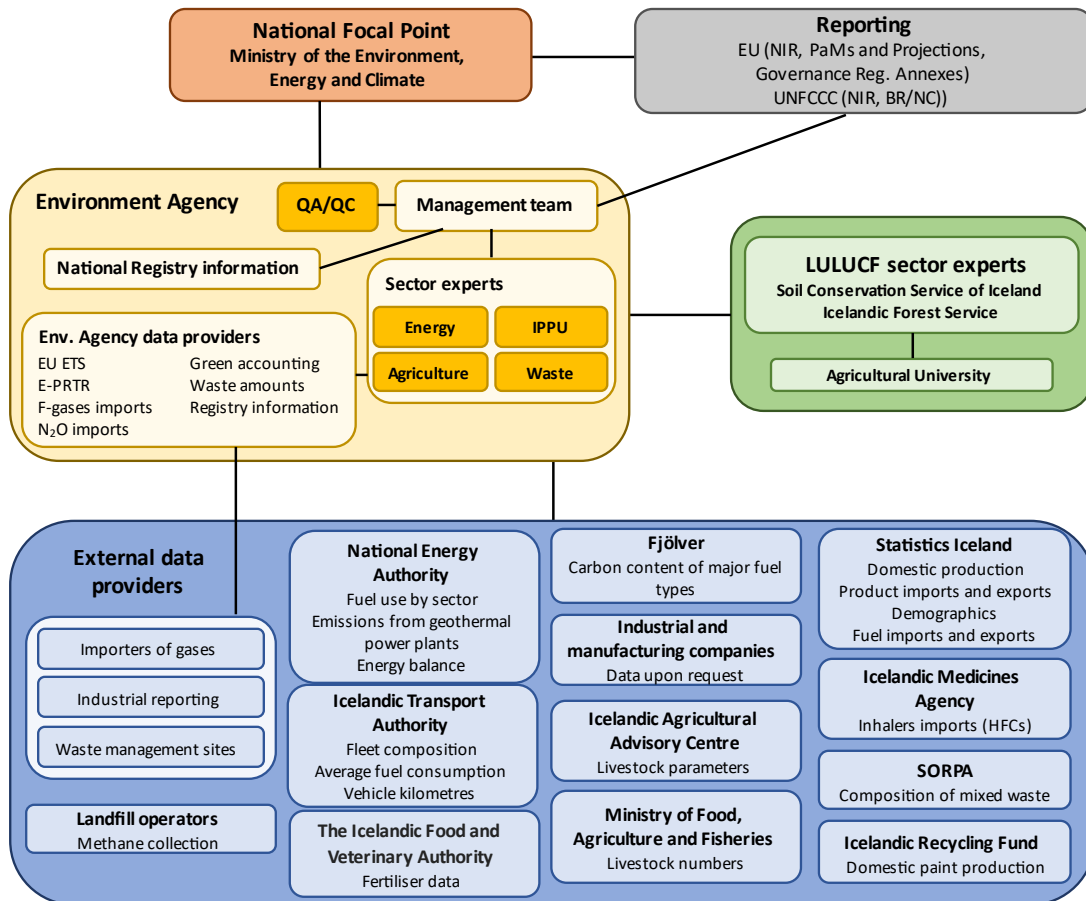 National Focal Point
Ministry of the Environment,
Energy and Climate
Reporting
EU (NIR, PaMs and Projections,
Governance Reg. Annexes)
UNFCCC (NIR, BR/NC))
Environment Agency
QA/QC
Management team
National Registry information
Sector experts
Energy
IPPU
Agriculture
Waste
Env. Agency data providers
EU ETS
E-PRTR
F-gases imports
N₂O imports
Green accounting
Waste amounts
Registry information
LULUCF sector experts
Soil Conservation Service of Iceland
Icelandic Forest Service
Agricultural University
External data
providers
Importers of gases
Industrial reporting
Waste management sites
Landfill operators
Methane collection
National Energy
Authority
Fuel use by sector
Emissions from geothermal
power plants
Energy balance
Icelandic Transport
Authority
Fleet composition
Average fuel consumption
Vehicle kilometres
The Icelandic Food and
Veterinary Authority
Fertiliser data
Fjölver
Carbon content of major fuel
types
Industrial and
manufacturing companies
Data upon request
Icelandic Agricultural
Advisory Centre
Livestock parameters
Ministry of Food,
Agriculture and Fisheries
Livestock numbers
Statistics Iceland
Domestic production
Product imports and exports
Demographics
Fuel imports and exports
Icelandic Medicines
Agency
Inhalers imports (HFCs)
SORPA
Composition of mixed waste
Icelandic Recycling Fund
Domestic paint production